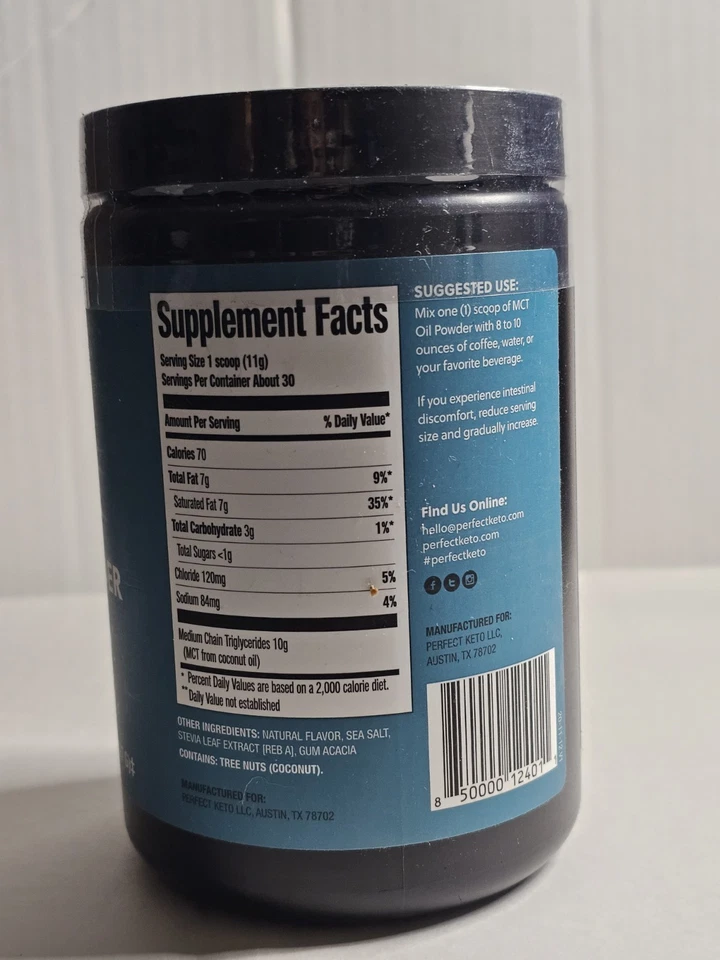 ER
Supplement Facts
Serving Size 1 scoop (11g)
Servings Per Container About 30
Amount Per Serving % Daily Value*
Calories 70
Total Fat 7g 9%*
Saturated Fat 7g 35%*
Total Carbohydrate 3g 1%*
Total Sugars <1g
Chloride 120mg 5%
Sodium 84mg 4%
Medium Chain Triglycerides 10g
(MCT from coconut oil)
* Percent Daily Values are based on a 2,000 calorie diet.
** Daily Value not established
OTHER INGREDIENTS: NATURAL FLAVOR, SEA SALT,
STEVIA LEAF EXTRACT [REB A], GUM ACACIA
CONTAINS: TREE NUTS (COCONUT).
MANUFACTURED FOR:
PERFECT KETO LLC, AUSTIN, TX 78702
SUGGESTED USE:
Mix one (1) scoop of MCT
Oil Powder with 8 to 10
ounces of coffee, water, or
your favorite beverage.
If you experience intestinal
discomfort, reduce serving
size and gradually increase.
Find Us Online:
hello@perfectketo.com
perfectketo.com
#perfectketo
MANUFACTURED FOR:
PERFECT KETO LLC,
AUSTIN, TX 78702
8 50000 12401